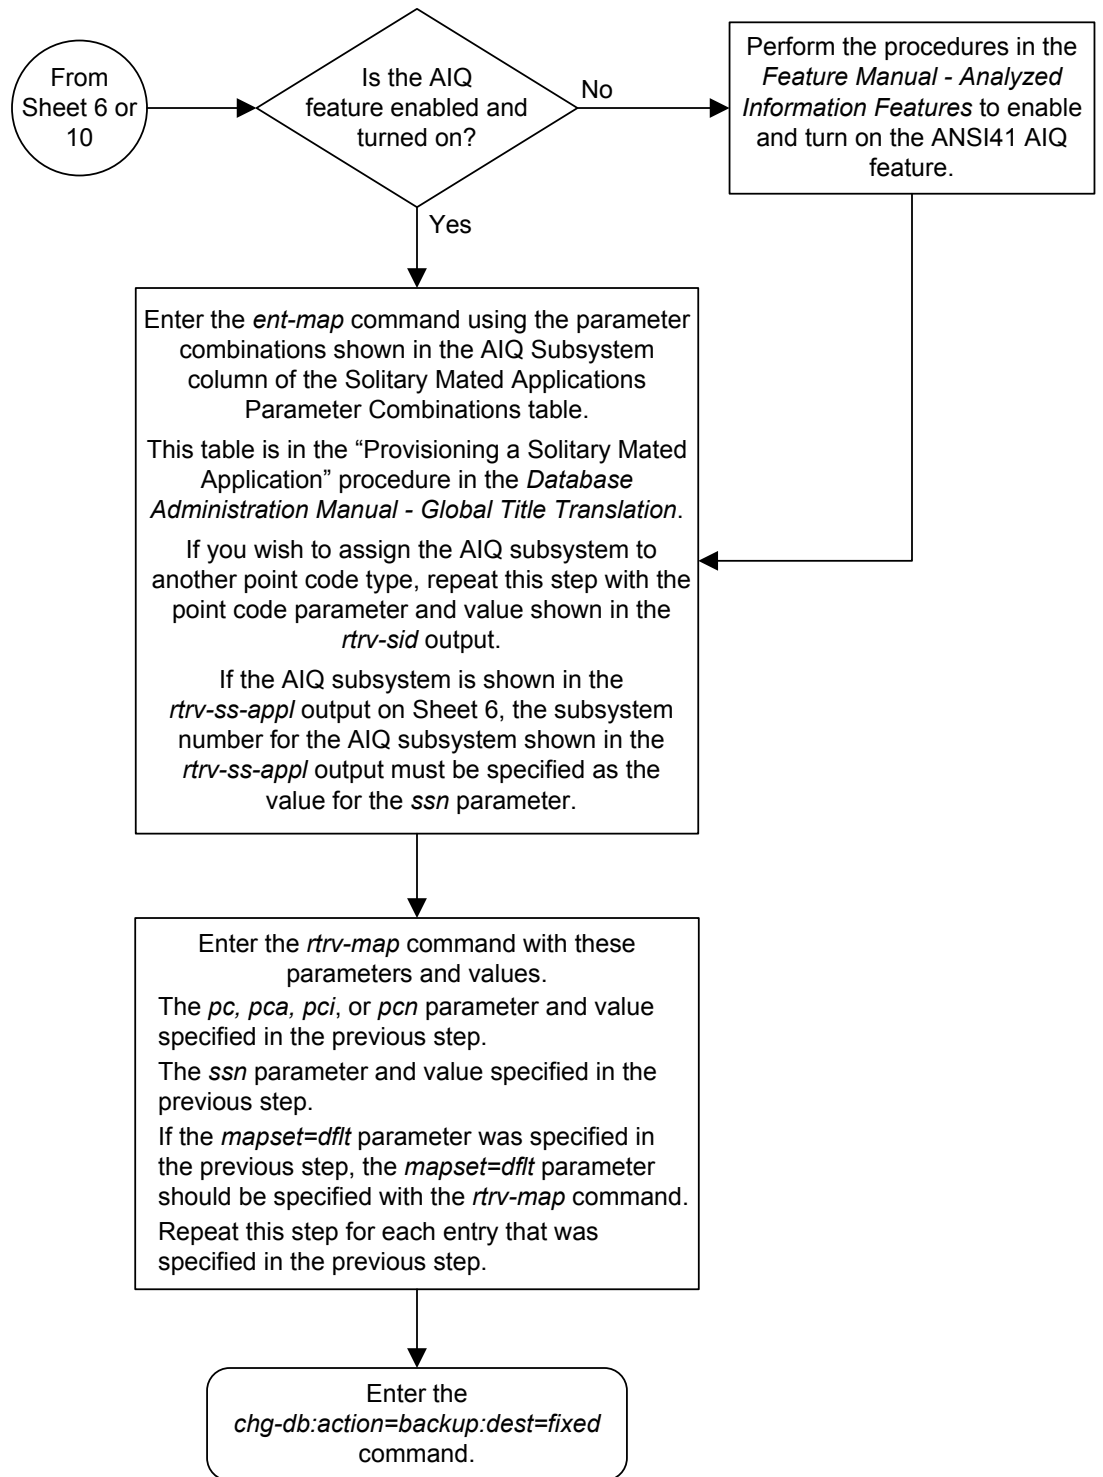 From
Sheet 6 or
10
Is the AIQ
feature enabled and
turned on?
No
Perform the procedures in the
Feature Manual - Analyzed
Information Features to enable
and turn on the ANSI41 AIQ
feature.
Yes
Enter the ent-map command using the parameter
combinations shown in the AIQ Subsystem
column of the Solitary Mated Applications
Parameter Combinations table.
This table is in the “Provisioning a Solitary Mated
Application” procedure in the Database
Administration Manual - Global Title Translation.
If you wish to assign the AIQ subsystem to
another point code type, repeat this step with the
point code parameter and value shown in the
rtrv-sid output.
If the AIQ subsystem is shown in the
rtrv-ss-appl output on Sheet 6, the subsystem
number for the AIQ subsystem shown in the
rtrv-ss-appl output must be specified as the
value for the ssn parameter.
Enter the rtrv-map command with these
parameters and values.
The pc, pca, pci, or pcn parameter and value
specified in the previous step.
The ssn parameter and value specified in the
previous step.
If the mapset=dflt parameter was specified in
the previous step, the mapset=dflt parameter
should be specified with the rtrv-map command.
Repeat this step for each entry that was
specified in the previous step.
Enter the
chg-db:action=backup:dest=fixed
command.